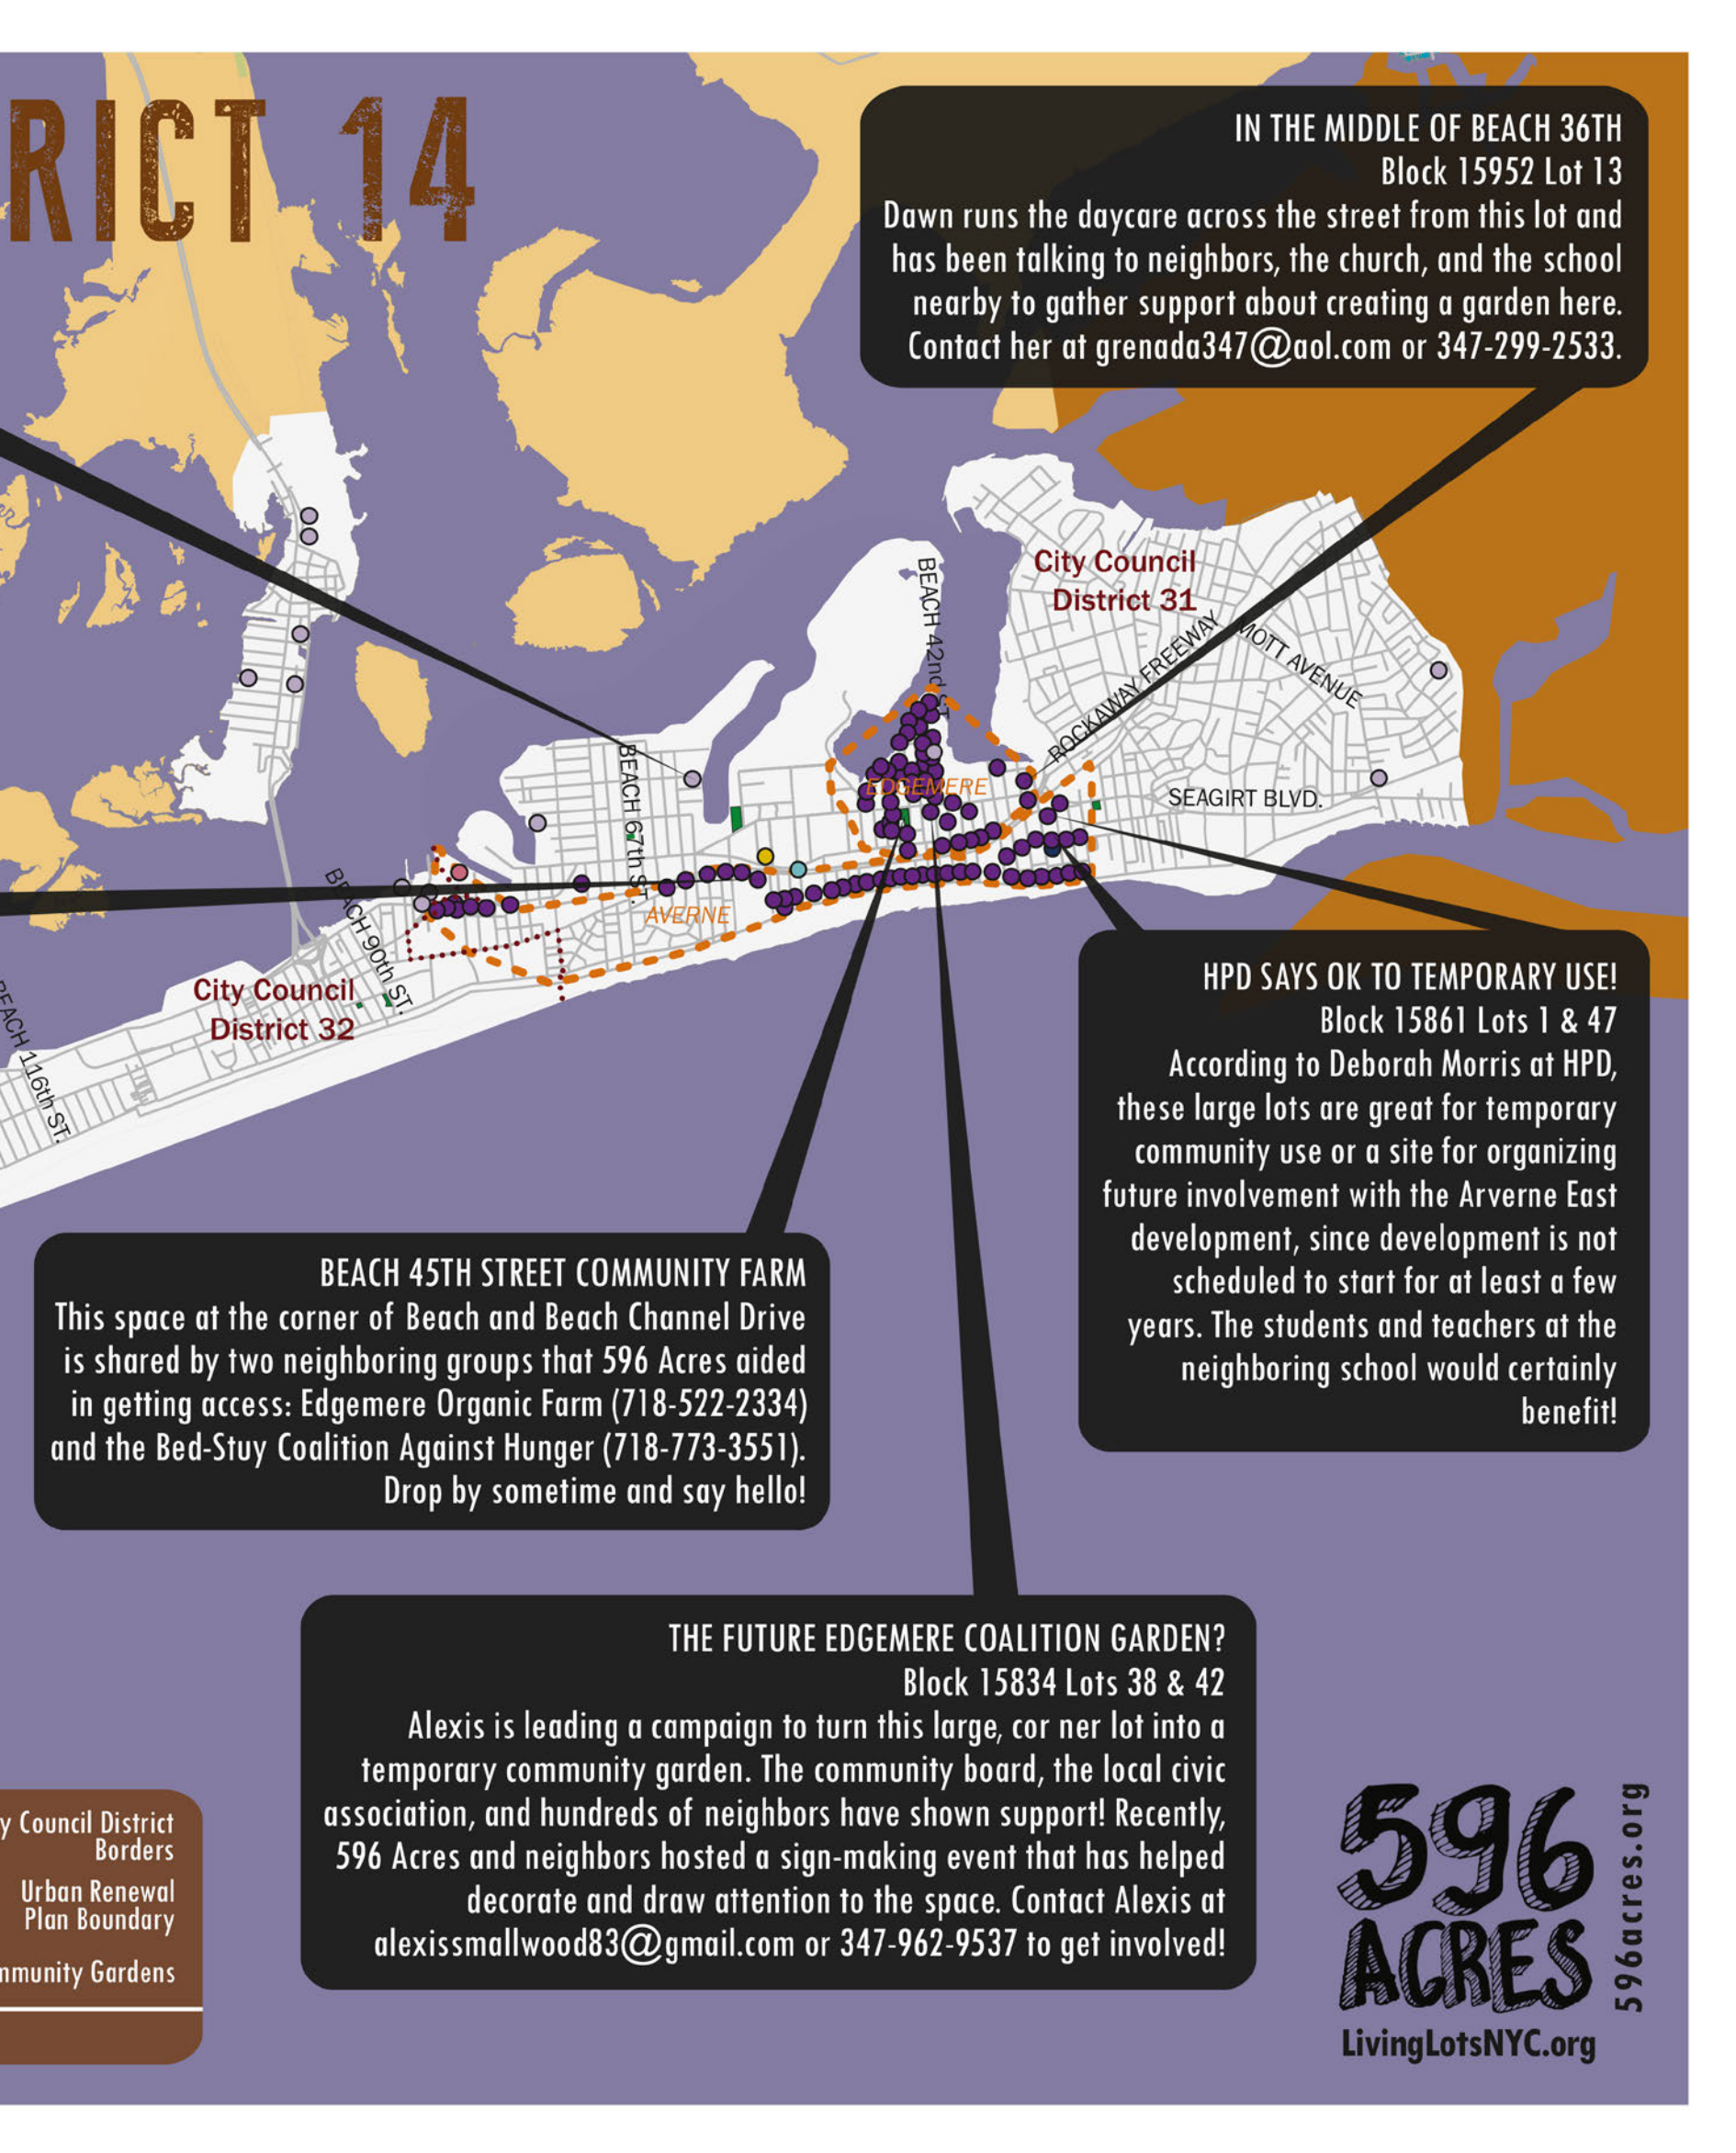 RICT 14
IN THE MIDDLE OF BEACH 36TH
Block 15952 Lot 13
Dawn runs the daycare across the street from this lot and
has been talking to neighbors, the church, and the school
nearby to gather support about creating a garden here.
Contact her at grenada347@aol.com or 347-299-2533.
City Council
District 31
BEACH 42nd ST
ROCKAWAY FREEWAY
MOTT AVENUE
SEAGIRT BLVD.
EDGEMERE
BEACH 67th ST.
AVERNE
BEACH 90th ST.
City Council
District 32
BEACH 116th ST.
HPD SAYS OK TO TEMPORARY USE!
Block 15861 Lots 1 & 47
According to Deborah Morris at HPD,
these large lots are great for temporary
community use or a site for organizing
future involvement with the Arverne East
development, since development is not
scheduled to start for at least a few
years. The students and teachers at the
neighboring school would certainly
benefit!
BEACH 45TH STREET COMMUNITY FARM
This space at the corner of Beach and Beach Channel Drive
is shared by two neighboring groups that 596 Acres aided
in getting access: Edgemere Organic Farm (718-522-2334)
and the Bed-Stuy Coalition Against Hunger (718-773-3551).
Drop by sometime and say hello!
THE FUTURE EDGEMERE COALITION GARDEN?
Block 15834 Lots 38 & 42
Alexis is leading a campaign to turn this large, cor ner lot into a
temporary community garden. The community board, the local civic
association, and hundreds of neighbors have shown support! Recently,
596 Acres and neighbors hosted a sign-making event that has helped
decorate and draw attention to the space. Contact Alexis at
alexissmallwood83@gmail.com or 347-962-9537 to get involved!
y Council District
Borders
Urban Renewal
Plan Boundary
mmunity Gardens
596
ACRES
596acres.org
LivingLotsNYC.org